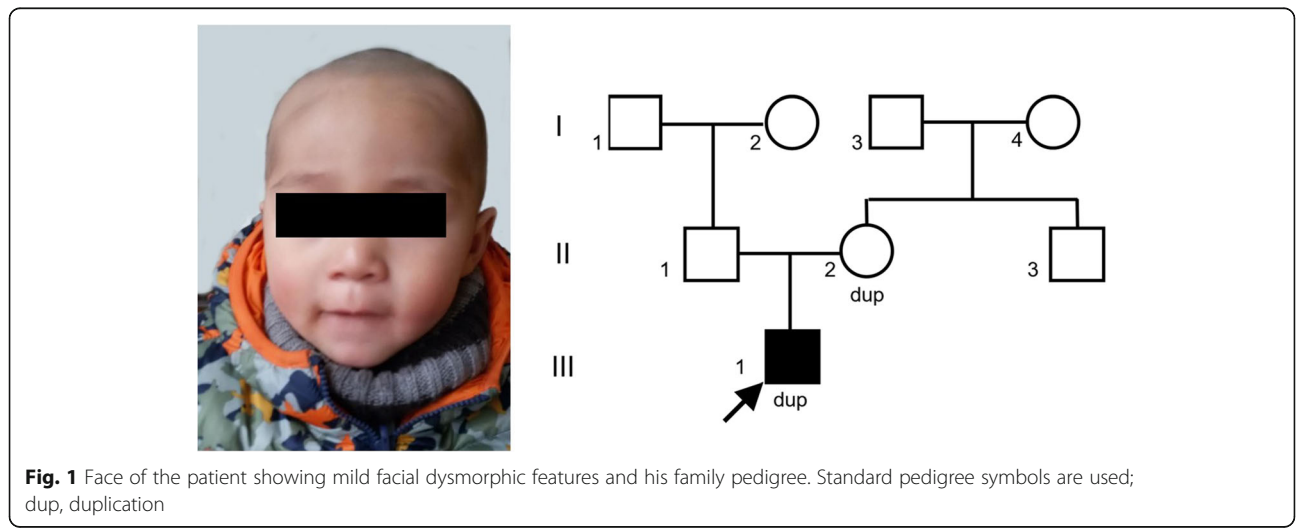 I
1
2
3
4
II
1
2
3
dup
III
1
dup
Fig. 1 Face of the patient showing mild facial dysmorphic features and his family pedigree. Standard pedigree symbols are used;
dup, duplication